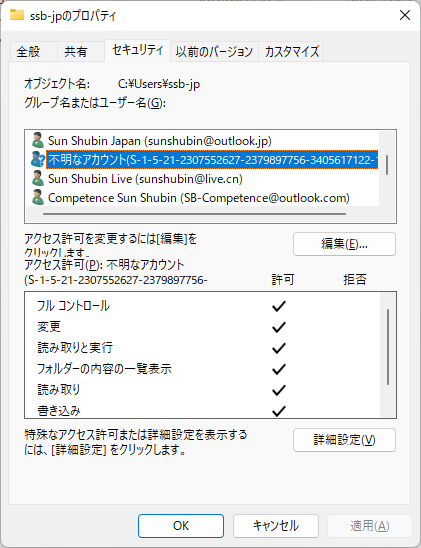 ssb-jpのプロパティ
全般
共有
セキュリティ
以前のバージョン
カスタマイズ
オブジェクト名: C:¥Users¥ssb-jp
グループ名またはユーザー名(G):
Sun Shubin Japan (sunshubin@outlook.jp)
不明なアカウント(S-1-5-21-2307552627-2379897756-3405617122-1
Sun Shubin Live (sunshubin@live.cn)
Competence Sun Shubin (SB-Competence@outlook.com)
アクセス許可を変更するには[編集]を
クリックします。
編集(E)...
アクセス許可(P): 不明なアカウント
(S-1-5-21-2307552627-2379897756-
許可
拒否
フル コントロール
変更
読み取りと実行
フォルダーの内容の一覧表示
読み取り
書き込み
特殊なアクセス許可または詳細設定を表示する
には、[詳細設定] をクリックします。
詳細設定(V)
OK
キャンセル
適用(A)